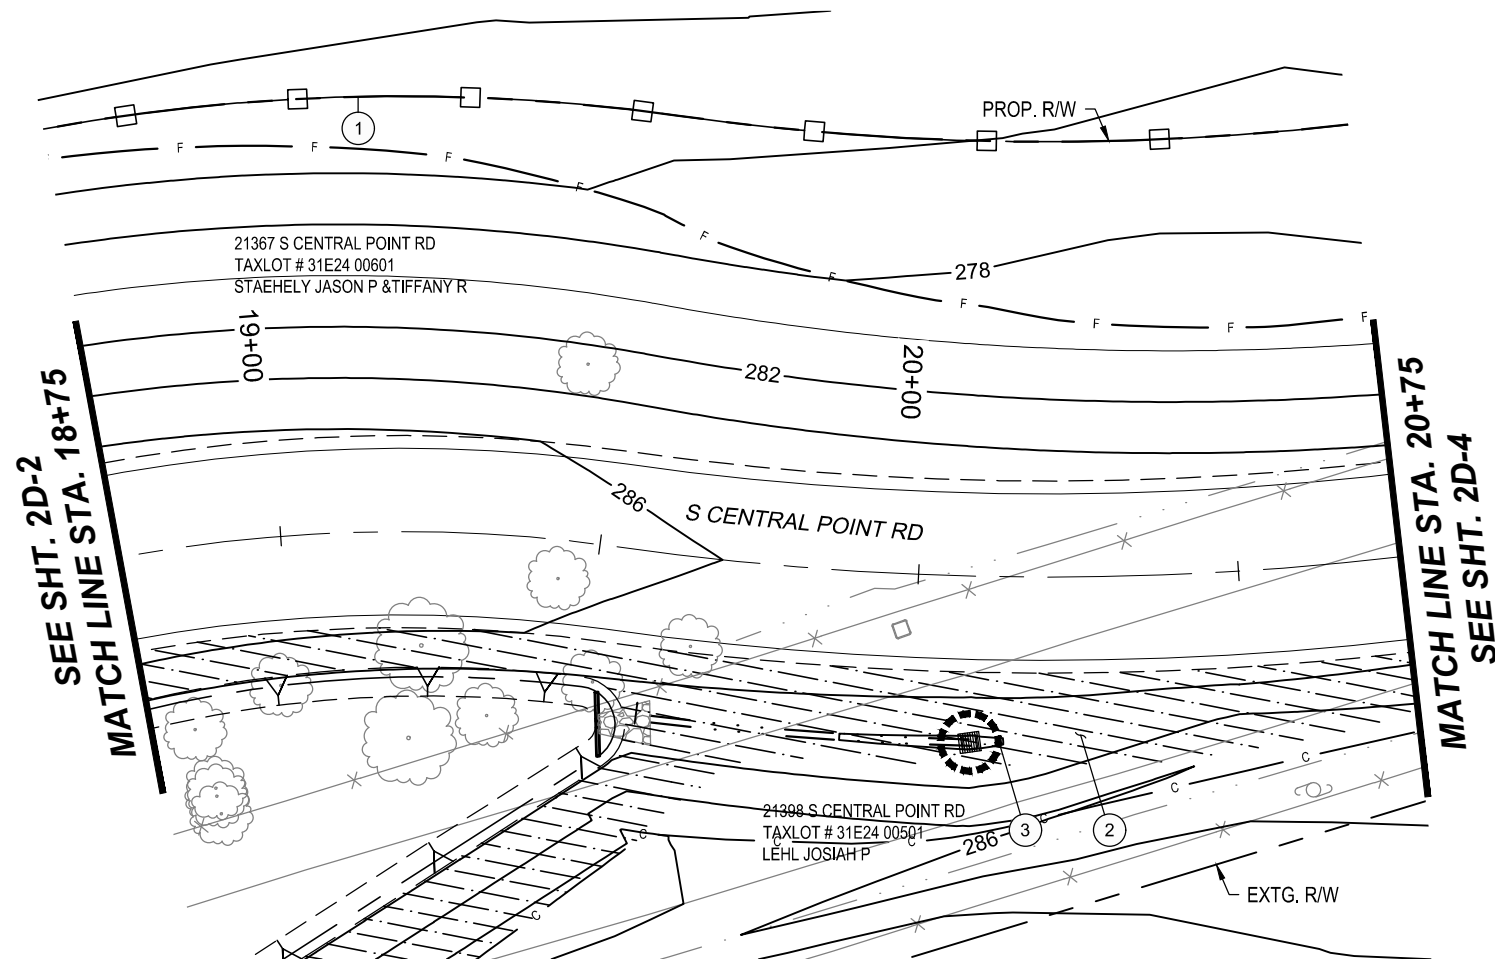 1
PROP. R/W
F
F
F
F
F
F
F
F
F
F
21367 S CENTRAL POINT RD
TAXLOT # 31E24 00601
STAEHELY JASON P &TIFFANY R
278
19+00
20+00
282
SEE SHT. 2D-2
MATCH LINE STA. 18+75
MATCH LINE STA. 20+75
SEE SHT. 2D-4
286
S CENTRAL POINT RD
21398 S CENTRAL POINT RD
TAXLOT # 31E24 00501
LEHL JOSIAH P
286
3
2
C
C
C
C
C
C
C
EXTG. R/W